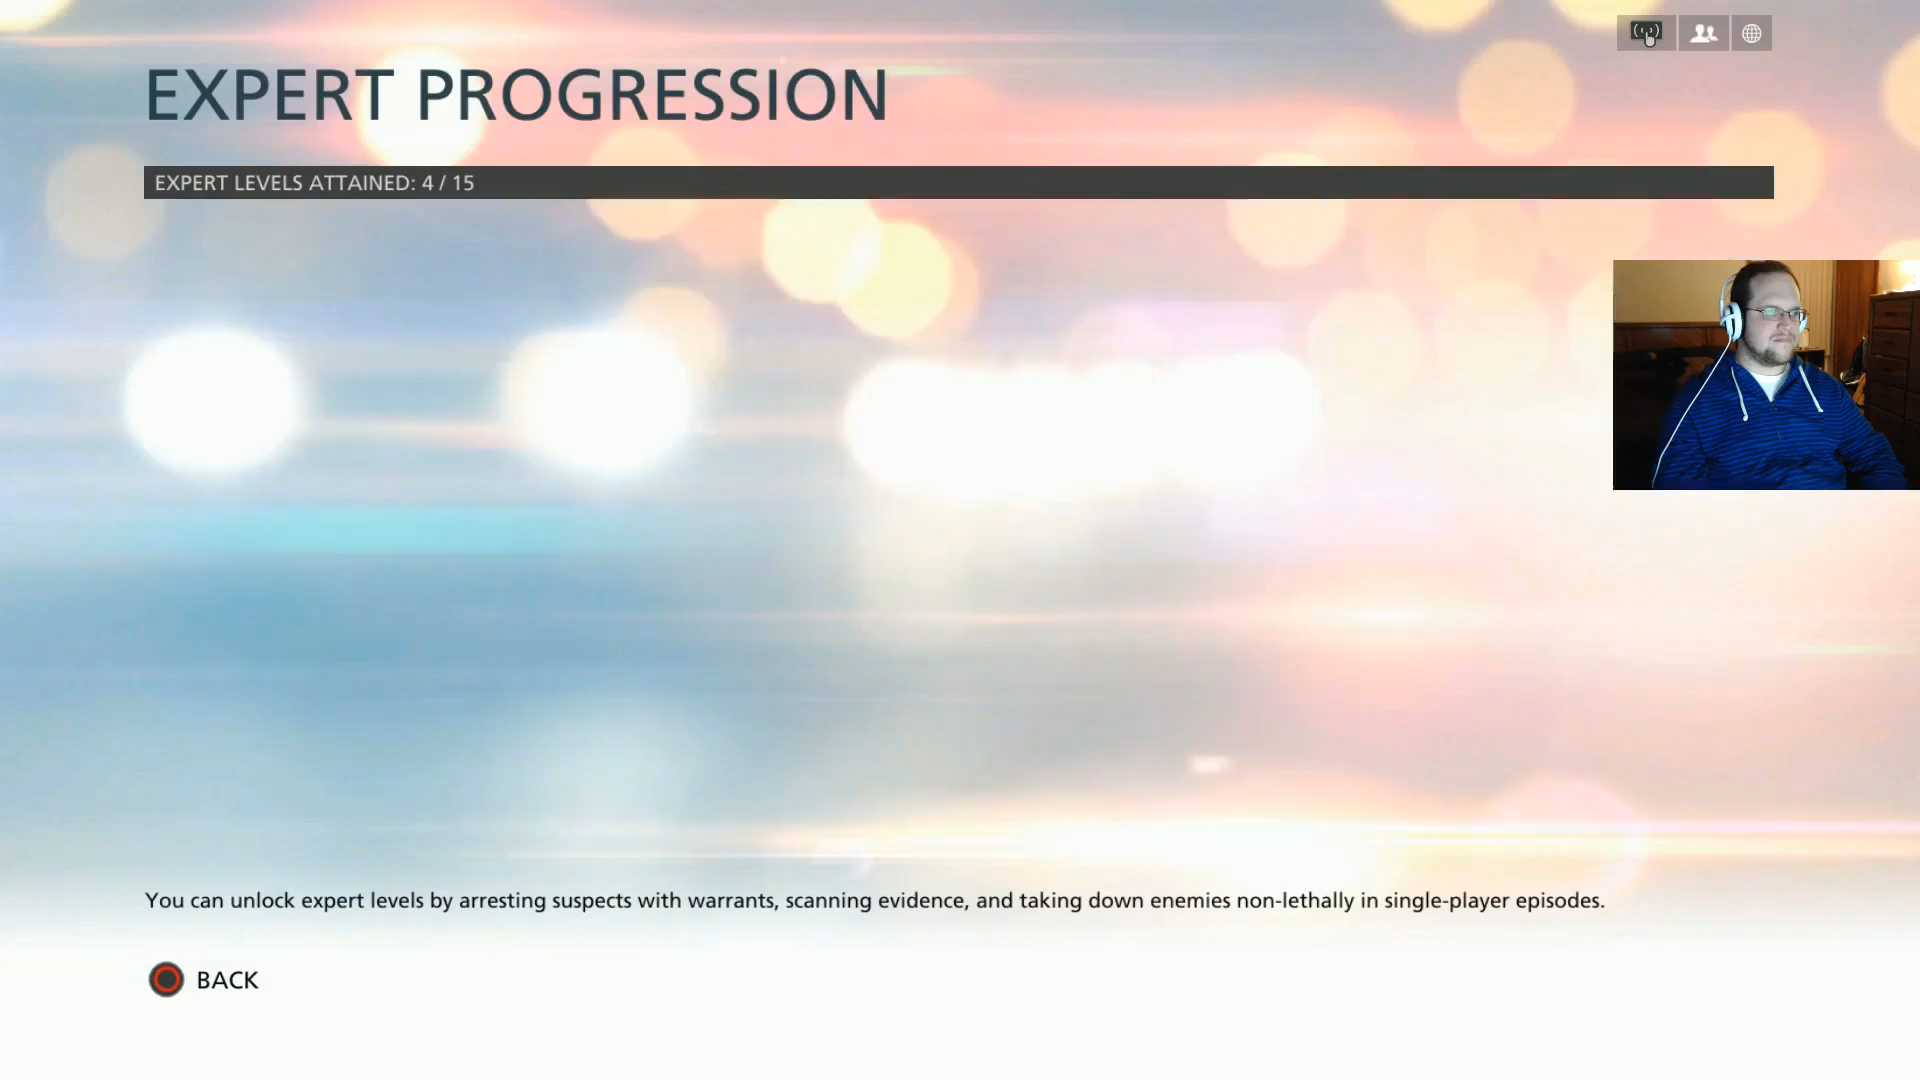 EXPERT PROGRESSION
EXPERT LEVELS ATTAINED: 4 / 15
You can unlock expert levels by arresting suspects with warrants, scanning evidence, and taking down enemies non-lethally in single-player episodes.
BACK